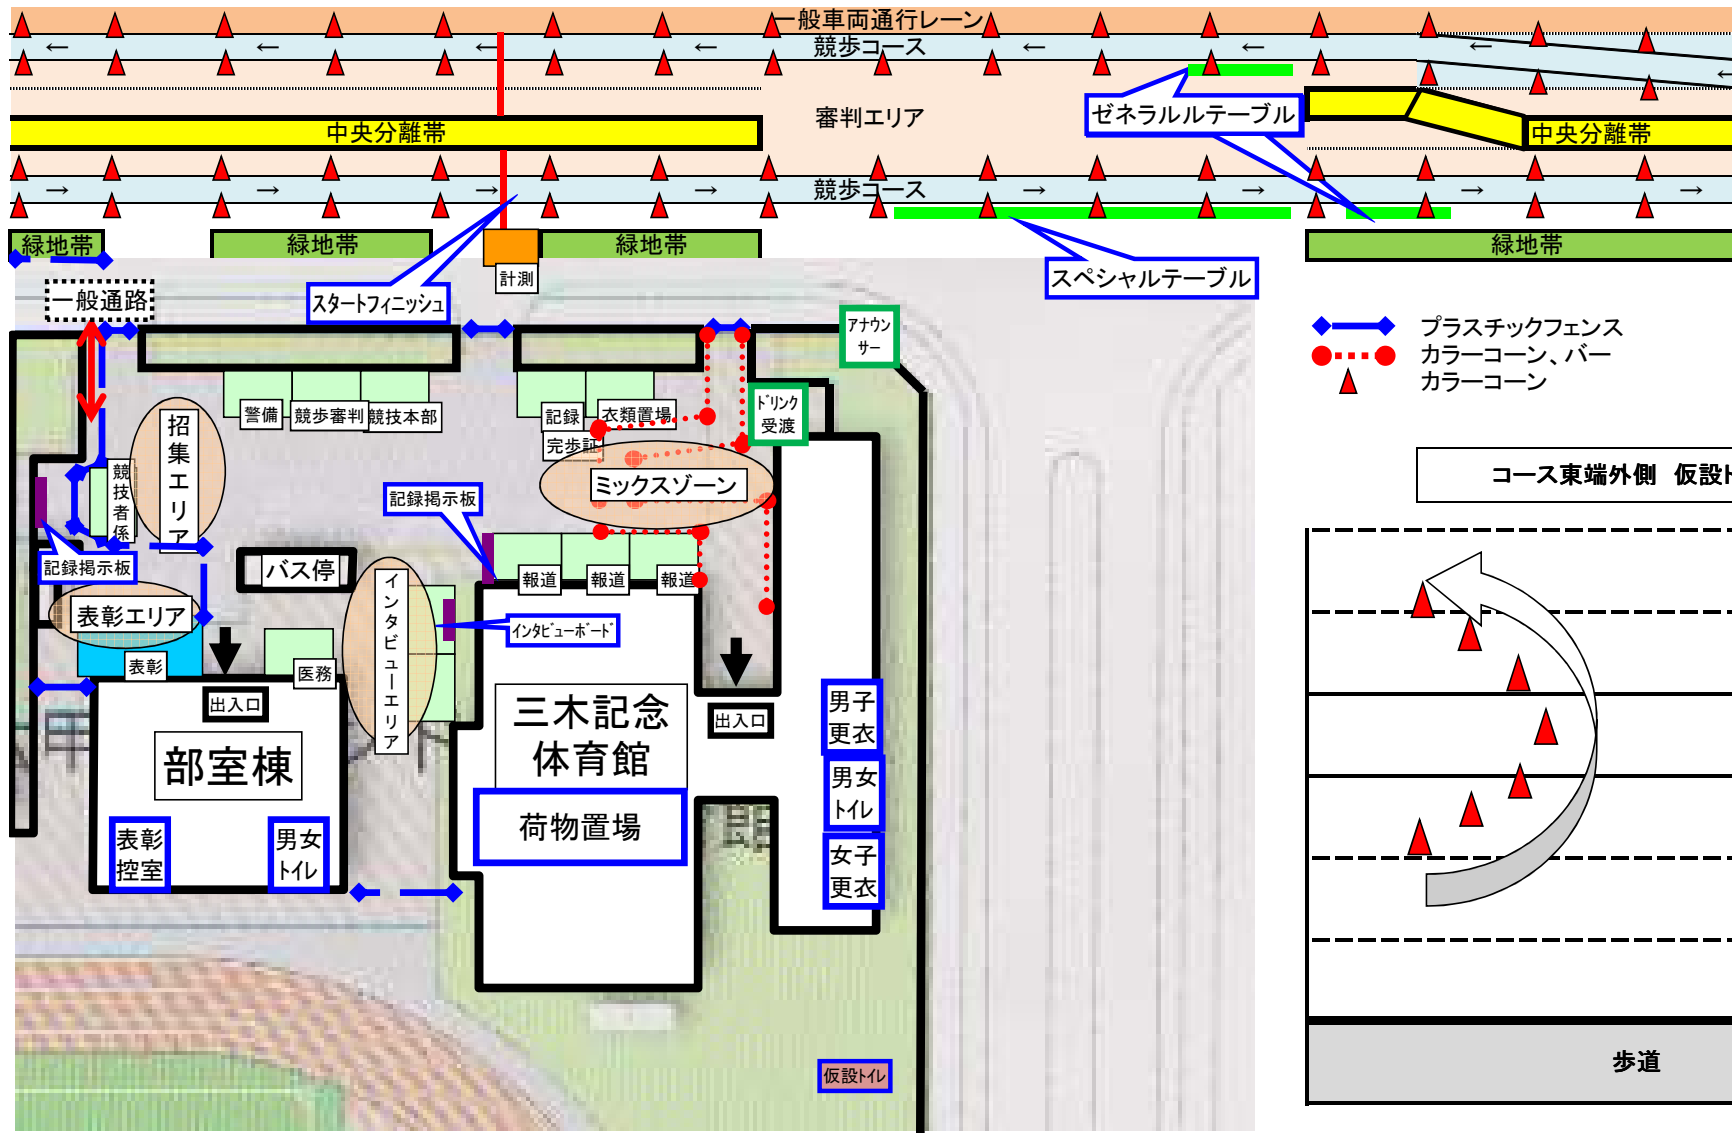 一般車両通行レーン
← ← ← ← ← ← ← ←
競歩コース
審判エリア
ゼネラルルテーブル
中央分離帯
中央分離帯
→ → → → → → → →
競歩コース
緑地帯
緑地帯
緑地帯
緑地帯
計測
スペシャルテーブル
一般通路
スタートフィニッシュ
アナウン
サー
プラスチックフェンス
カラーコーン、バー
カラーコーン
警備
競歩審判
競技本部
記録
衣類置場
ドリンク
受渡
完歩証
招集エリア
競技者係
ミックスゾーン
記録掲示板
コース東端外側 仮設ト
記録掲示板
バス停
インタビューエリア
報道
報道
報道
表彰エリア
インタビューボード
表彰
医務
出入口
出入口
三木記念
体育館
男子
更衣
部室棟
男女
トイレ
荷物置場
表彰
控室
男女
トイレ
女子
更衣
仮設トイレ
歩道